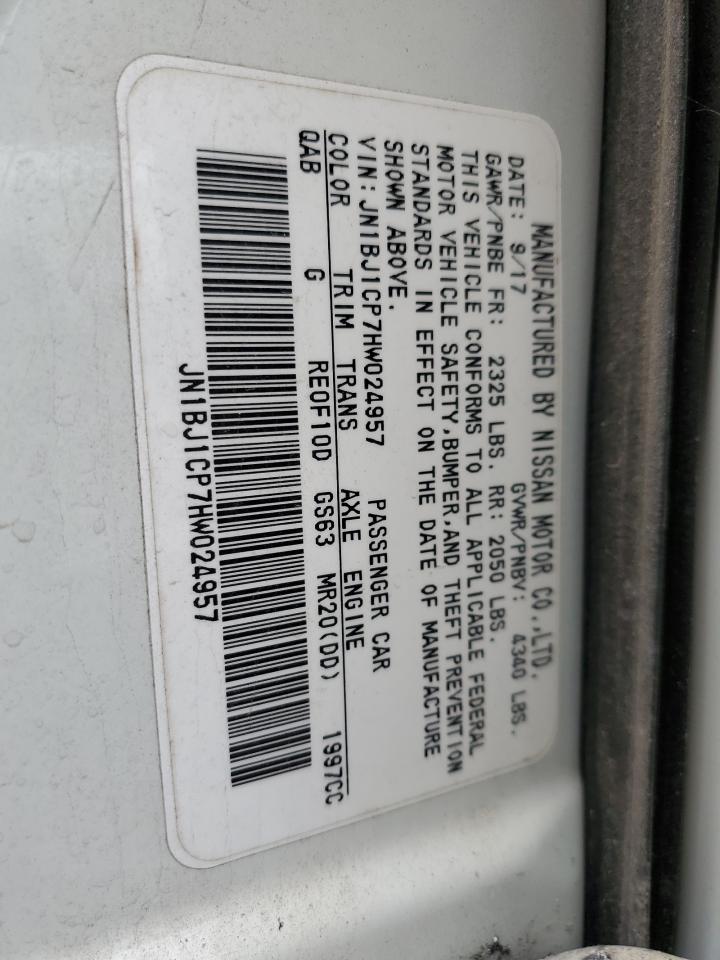 MANUFACTURED BY NISSAN MOTOR CO.,LTD.
DATE: 9/17 GVWR/PNBV: 4340 LBS.
GAWR/PNBE FR: 2325 LBS. RR: 2050 LBS.
THIS VEHICLE CONFORMS TO ALL APPLICABLE FEDERAL
MOTOR VEHICLE SAFETY,BUMPER,AND THEFT PREVENTION
STANDARDS IN EFFECT ON THE DATE OF MANUFACTURE
SHOWN ABOVE.
VIN: JN1BJ1CP7HW024957 PASSENGER CAR
COLOR TRIM TRANS AXLE ENGINE
QAB G RE0F10D GS63 MR20(DD) 1997CC
JN1BJ1CP7HW024957